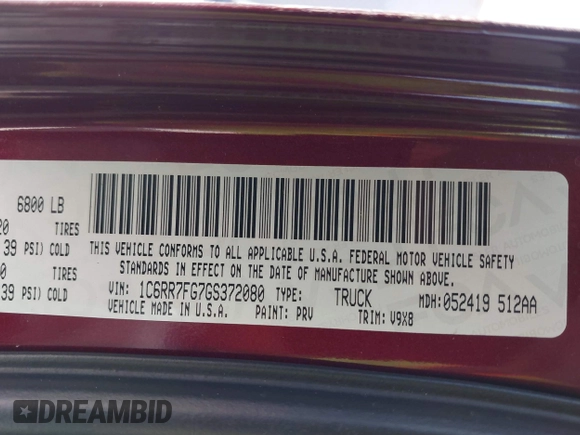 6800 LB
20 TIRES
39 PSI) COLD
0 TIRES
39 PSI) COLD
THIS VEHICLE CONFORMS TO ALL APPLICABLE U.S.A. FEDERAL MOTOR VEHICLE SAFETY
STANDARDS IN EFFECT ON THE DATE OF MANUFACTURE SHOWN ABOVE.
VIN: 1C6RR7FG7GS372080 TYPE: TRUCK MDH: 052419 512AA
VEHICLE MADE IN U.S.A. PAINT: PRV TRIM: V9X8
DREAMBID